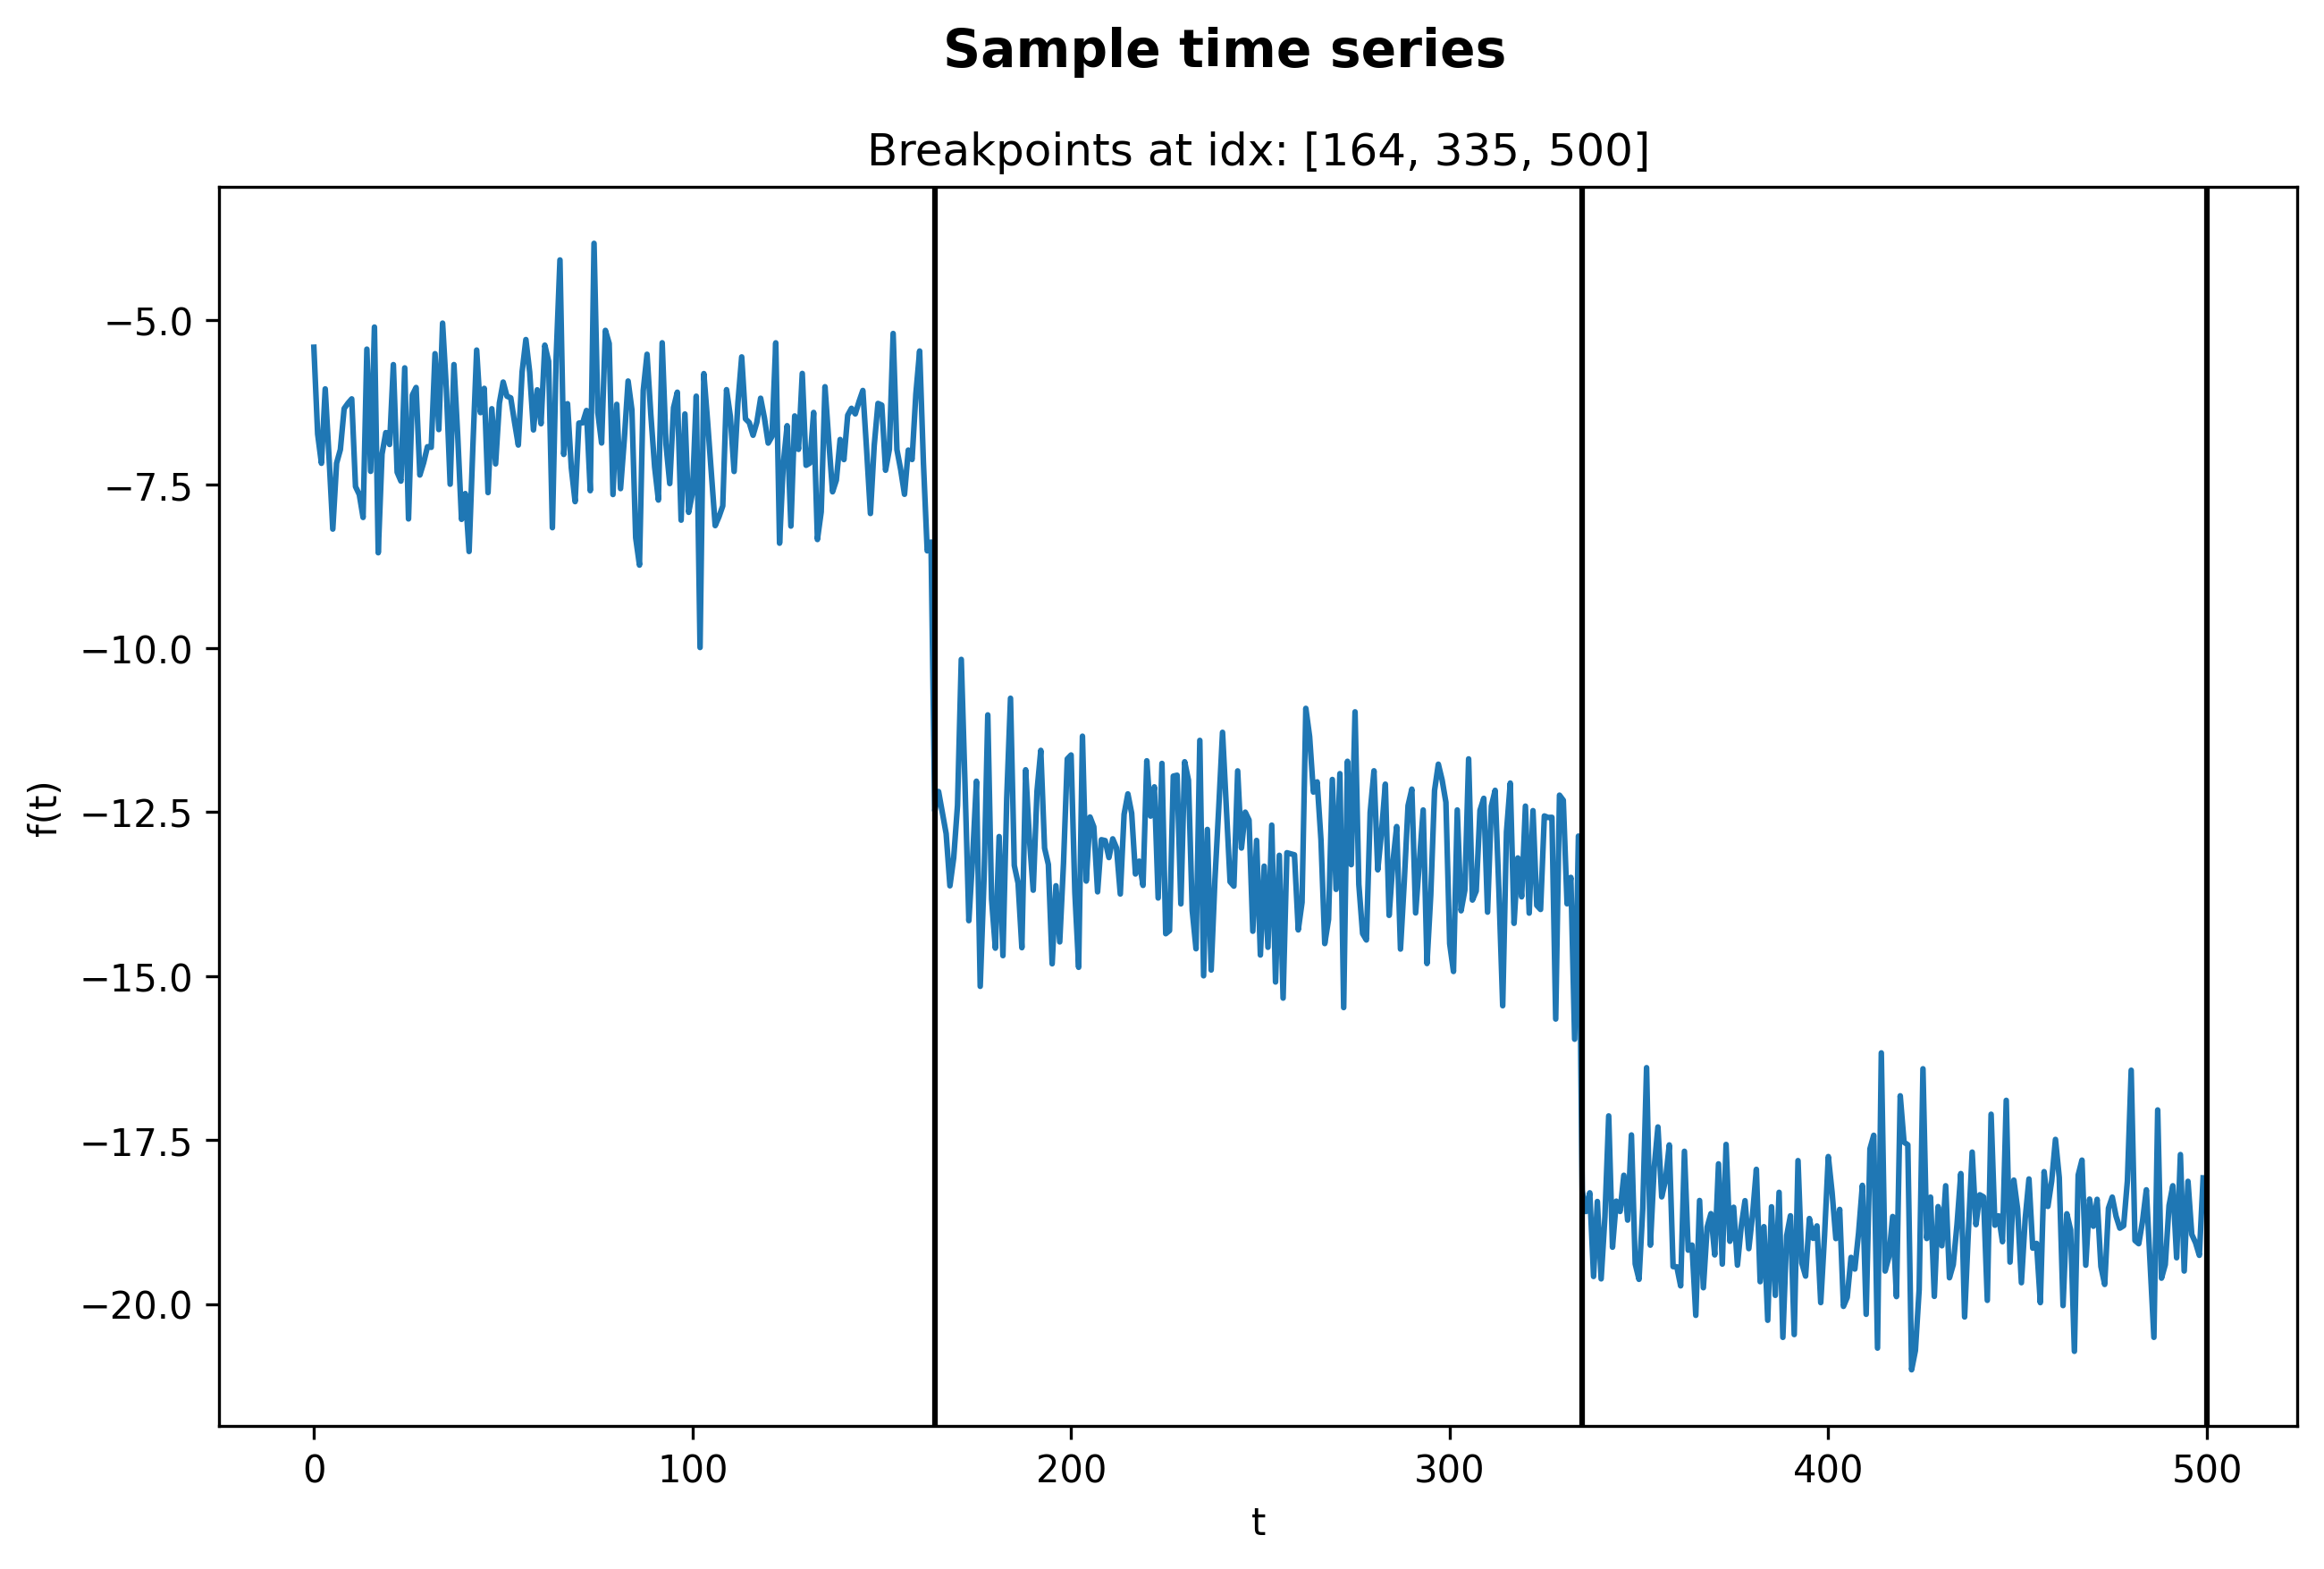 Sample time series
Breakpoints at idx: [164, 335, 500]
−5.0
−7.5
−10.0
−12.5
−15.0
−17.5
−20.0
f(t)
0 100 200 300 400 500
t